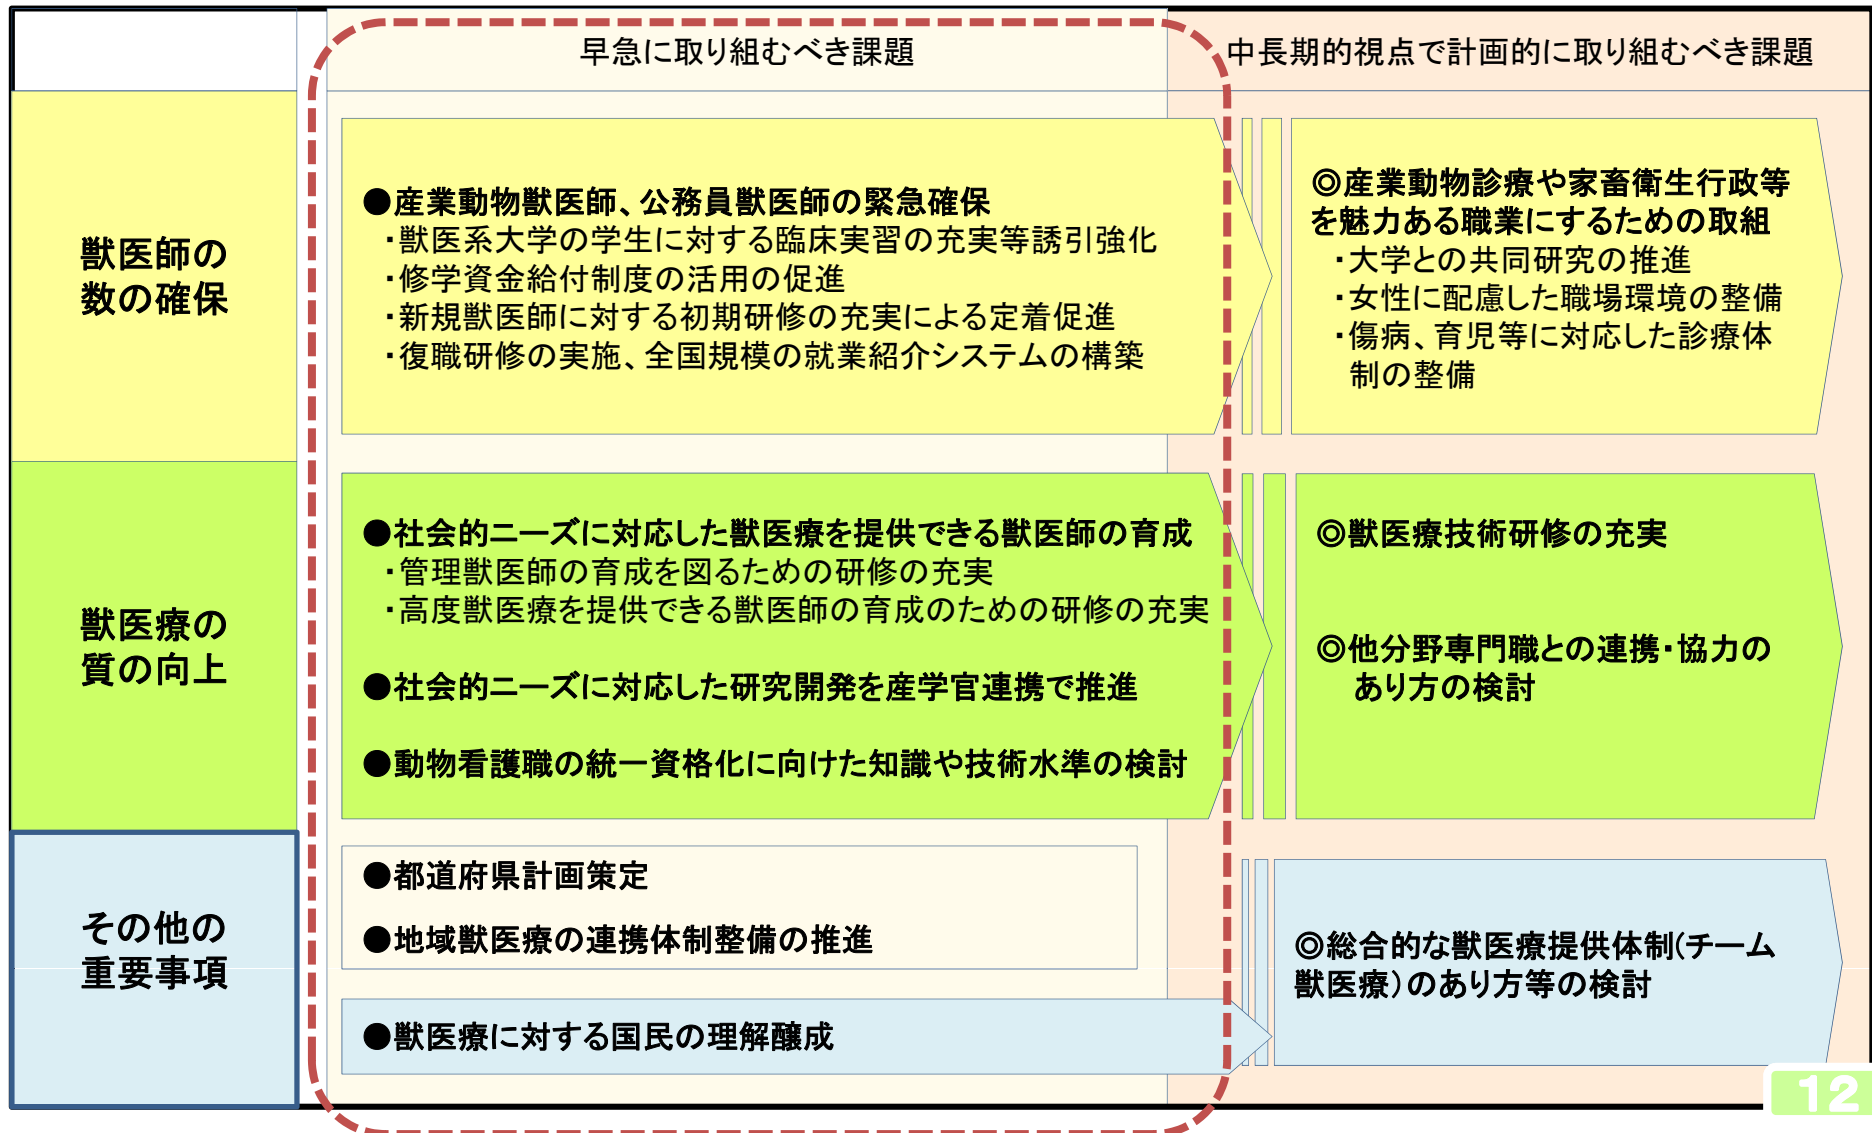 早急に取り組むべき課題
中長期的視点で計画的に取り組むべき課題
獣医師の
数の確保
●産業動物獣医師、公務員獣医師の緊急確保
・獣医系大学の学生に対する臨床実習の充実等誘引強化
・修学資金給付制度の活用の促進
・新規獣医師に対する初期研修の充実による定着促進
・復職研修の実施、全国規模の就業紹介システムの構築
◎産業動物診療や家畜衛生行政等
を魅力ある職業にするための取組
・大学との共同研究の推進
・女性に配慮した職場環境の整備
・傷病、育児等に対応した診療体
制の整備
獣医療の
質の向上
●社会的ニーズに対応した獣医療を提供できる獣医師の育成
・管理獣医師の育成を図るための研修の充実
・高度獣医療を提供できる獣医師の育成のための研修の充実
●社会的ニーズに対応した研究開発を産学官連携で推進
●動物看護職の統一資格化に向けた知識や技術水準の検討
◎獣医療技術研修の充実
◎他分野専門職との連携・協力の
あり方の検討
その他の
重要事項
●都道府県計画策定
●地域獣医療の連携体制整備の推進
●獣医療に対する国民の理解醸成
◎総合的な獣医療提供体制(チーム
獣医療）のあり方等の検討
12